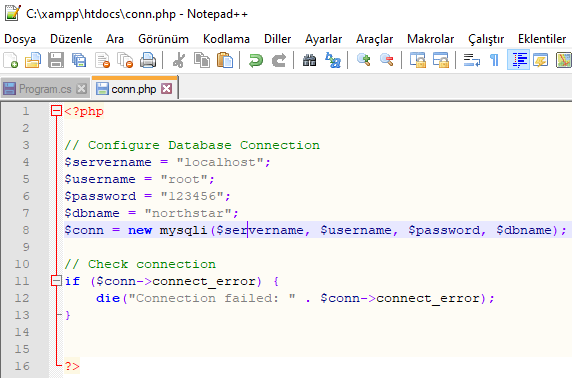 C:\xampp\htdocs\conn.php - Notepad++
Dosya Düzenle Ara Görünüm Kodlama Diller Ayarlar Araçlar Makrolar Çalıştır Eklentiler
Program.cs conn.php
1 <?php
2
3 // Configure Database Connection
4 $servername = "localhost";
5 $username = "root";
6 $password = "123456";
7 $dbname = "northstar";
8 $conn = new mysqli($servername, $username, $password, $dbname);
9
10 // Check connection
11 if ($conn->connect_error) {
12 die("Connection failed: " . $conn->connect_error);
13 }
14
15
16 ?>